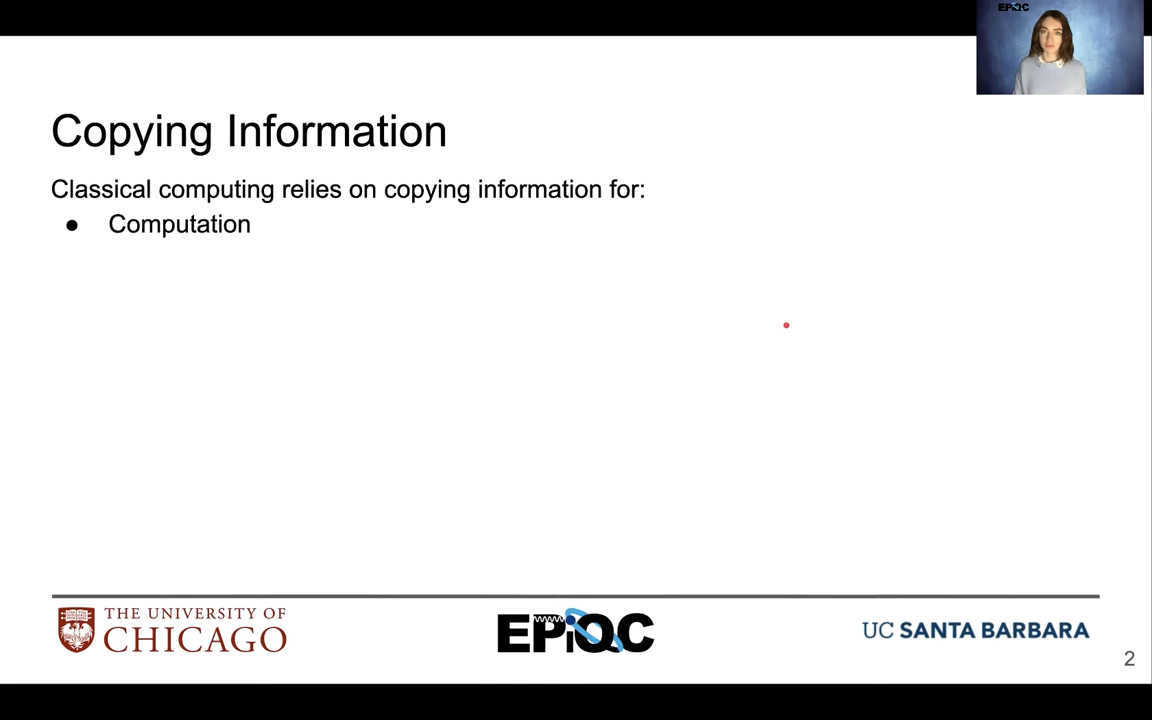 EPiQC
Copying Information
Classical computing relies on copying information for:
● Computation
THE UNIVERSITY OF
CHICAGO
EPiQC
UC SANTA BARBARA
2